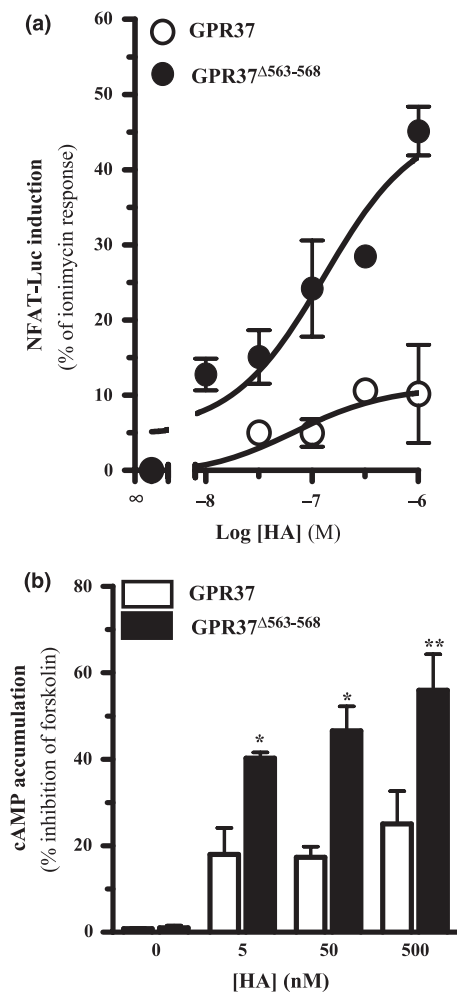 (a)
GPR37
GPR37Δ563-568
NFAT-Luc induction
(% of ionimycin response)
60
50
40
30
20
10
0
∞
–8
–7
–6
Log [HA] (M)
(b)
GPR37
GPR37Δ563-568
cAMP accumulation
(% inhibition of forskolin)
80
60
40
20
0
*
*
**
0
5
50
500
[HA] (nM)